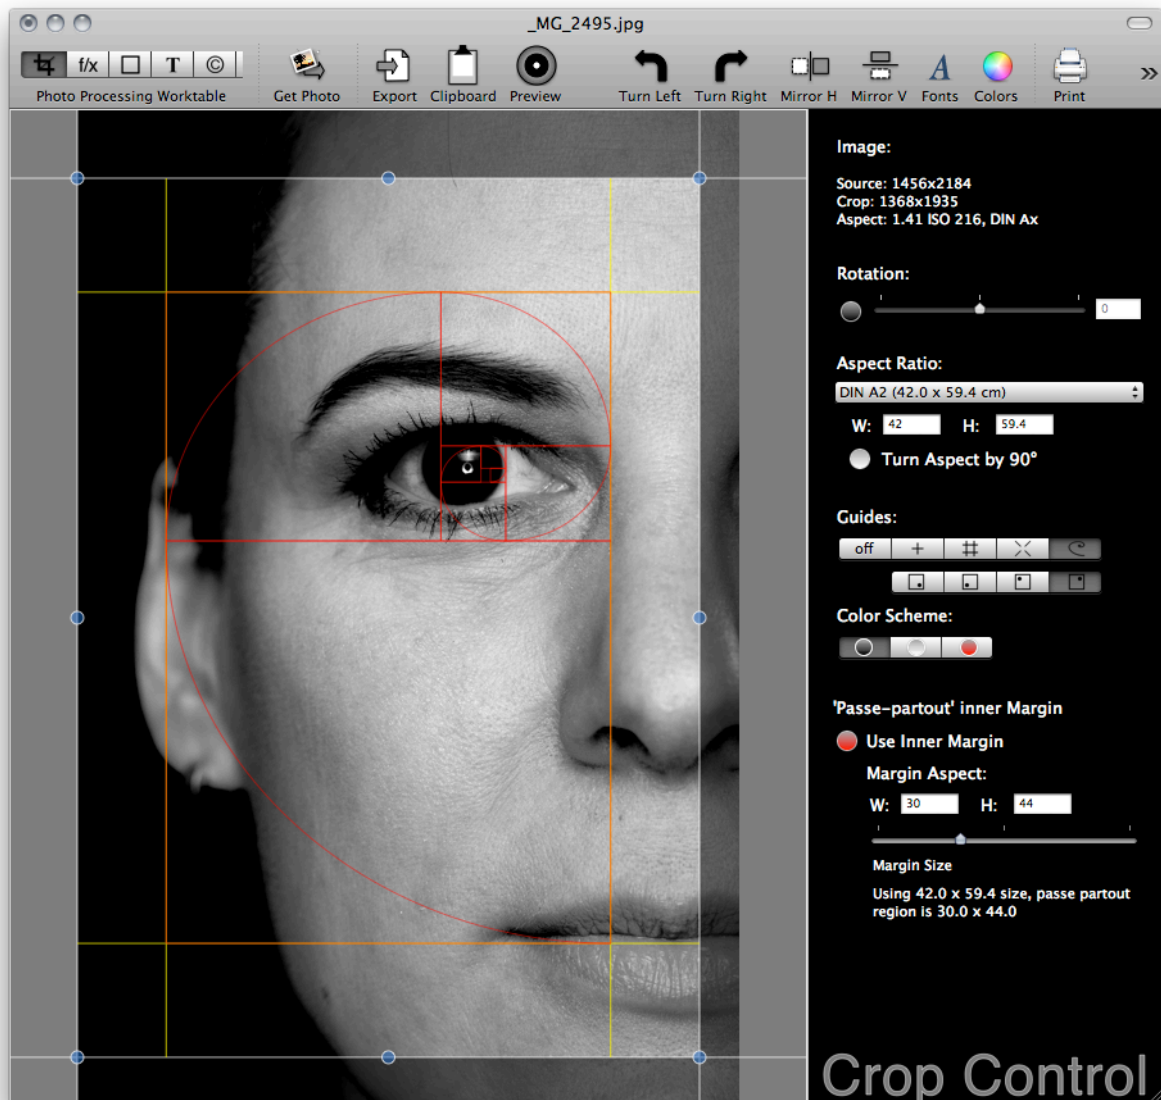 _MG_2495.jpg
f/x T ©
Photo Processing Worktable Get Photo Export Clipboard Preview Turn Left Turn Right Mirror H Mirror V Fonts Colors Print
Image:
Source: 1456x2184
Crop: 1368x1935
Aspect: 1.41 ISO 216, DIN Ax
Rotation:
0
Aspect Ratio:
DIN A2 (42.0 x 59.4 cm)
W: 42 H: 59.4
Turn Aspect by 90°
Guides:
off
Color Scheme:
'Passe-partout' inner Margin
Use Inner Margin
Margin Aspect:
W: 30 H: 44
Margin Size
Using 42.0 x 59.4 size, passe partout
region is 30.0 x 44.0
Crop Control